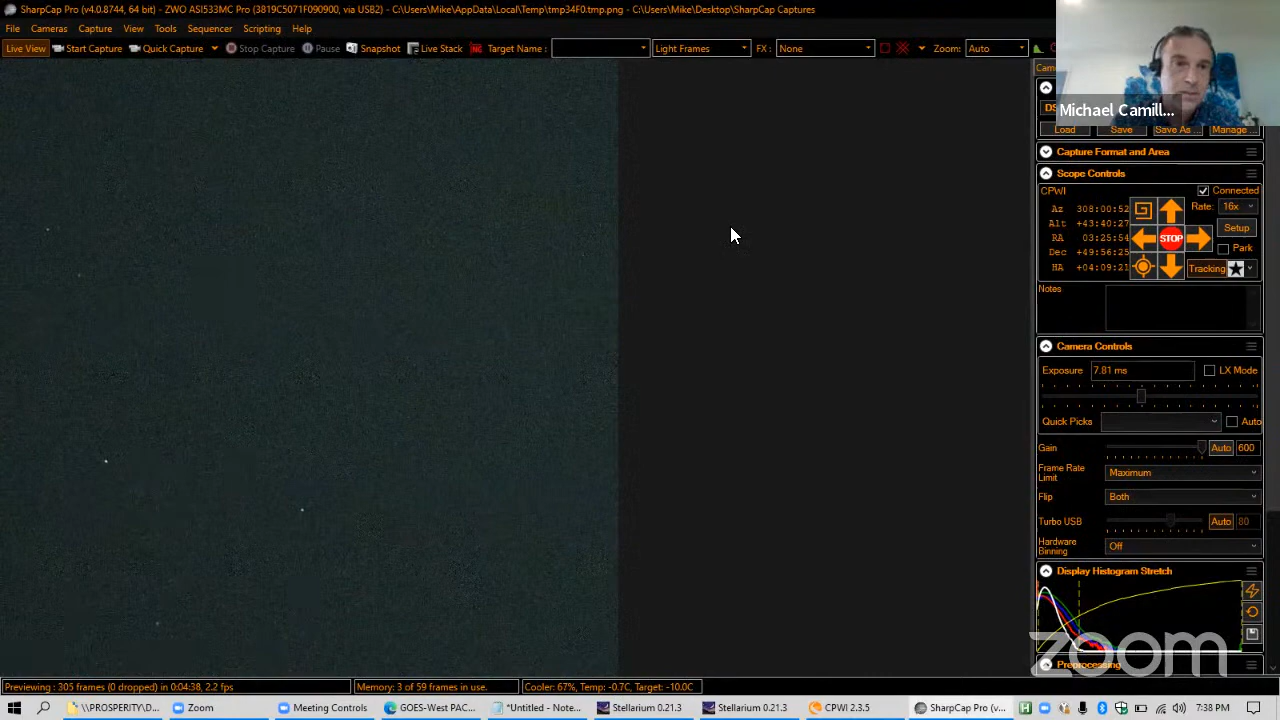 SharpCap Pro (v4.0.8744, 64 bit) - ZWO ASI533MC Pro (3819C5071F090900, via USB2) - C:\Users\Mike\AppData\Local\Temp\tmp34F0.tmp.png - C:\Users\Mike\Desktop\SharpCap Captures
File Cameras Capture View Tools Sequencer Scripting Help
Live View Start Capture Quick Capture Stop Capture Pause Snapshot Live Stack Target Name : Light Frames FX : None Zoom: Auto
Michael Camill...
Load Save Save As ... Manage ...
Capture Format and Area
Scope Controls
CPWI Connected
Az 308:00:52 Rate: 16x
Alt +43:40:27
RA 03:25:54 STOP Setup
Dec +49:56:25 Park
HA +04:09:21 Tracking
Notes
Camera Controls
Exposure 7.81 ms LX Mode
Quick Picks Auto
Gain Auto 600
Frame Rate Limit Maximum
Flip Both
Turbo USB Auto 80
Hardware Binning Off
Display Histogram Stretch
zoom
Preprocessing
Previewing : 305 frames (0 dropped) in 0:04:38, 2.2 fps Memory: 3 of 59 frames in use. Cooler: 67%, Temp: -0.7C, Target: -10.0C
\\PROSPERITY\D... Zoom Meeting Controls GOES-West PAC... *Untitled - Note... Stellarium 0.21.3 Stellarium 0.21.3 CPWI 2.3.5 SharpCap Pro (v... 7:38 PM